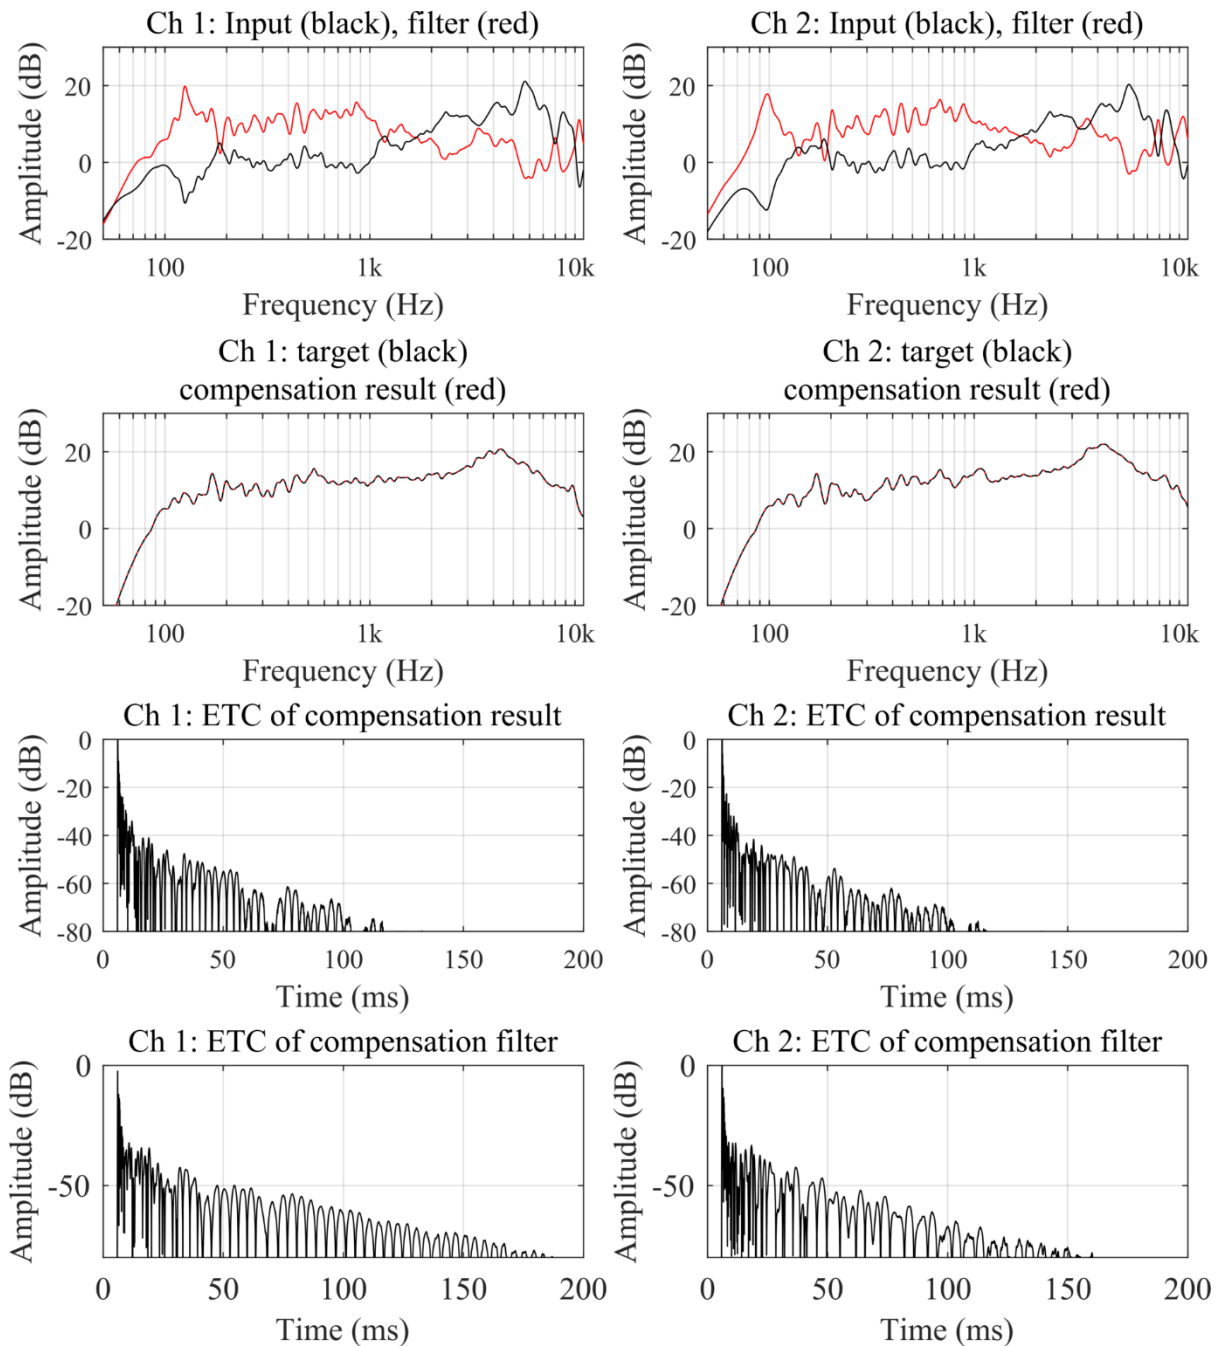 Ch 1: Input (black), filter (red)
Ch 2: Input (black), filter (red)
Amplitude (dB)
20
0
-20
100
1k
10k
Frequency (Hz)
Amplitude (dB)
20
0
-20
100
1k
10k
Frequency (Hz)
Ch 1: target (black)
compensation result (red)
Ch 2: target (black)
compensation result (red)
Amplitude (dB)
20
0
-20
100
1k
10k
Frequency (Hz)
Amplitude (dB)
20
0
-20
100
1k
10k
Frequency (Hz)
Ch 1: ETC of compensation result
Ch 2: ETC of compensation result
Amplitude (dB)
0
-20
-40
-60
-80
0
50
100
150
200
Time (ms)
Amplitude (dB)
0
-20
-40
-60
-80
0
50
100
150
200
Time (ms)
Ch 1: ETC of compensation filter
Ch 2: ETC of compensation filter
Amplitude (dB)
0
-50
0
50
100
150
200
Time (ms)
Amplitude (dB)
0
-50
0
50
100
150
200
Time (ms)